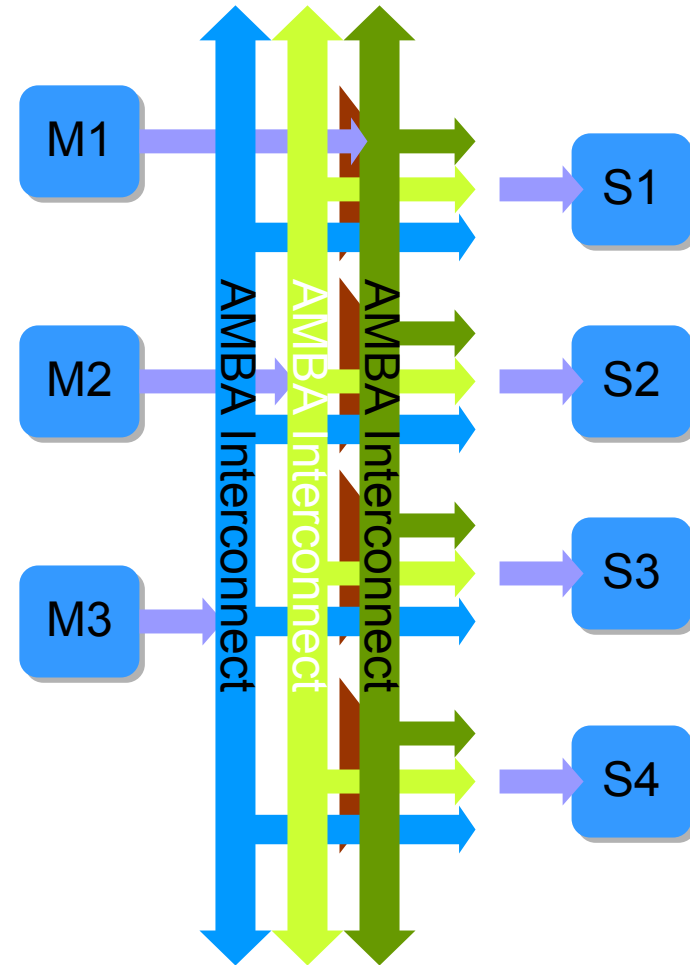 M1
S1
M2
S2
AMBA Interconnect
AMBA Interconnect
AMBA Interconnect
M3
S3
S4